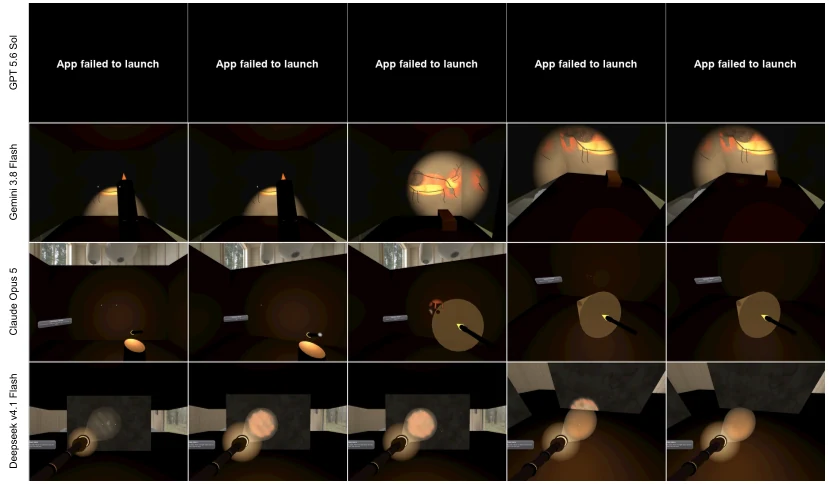 GPT 5.6 Sol
App failed to launch
App failed to launch
App failed to launch
App failed to launch
App failed to launch
Gemini 3.8 Flash
Claude Opus 5
Deepseek v4.1 Flash